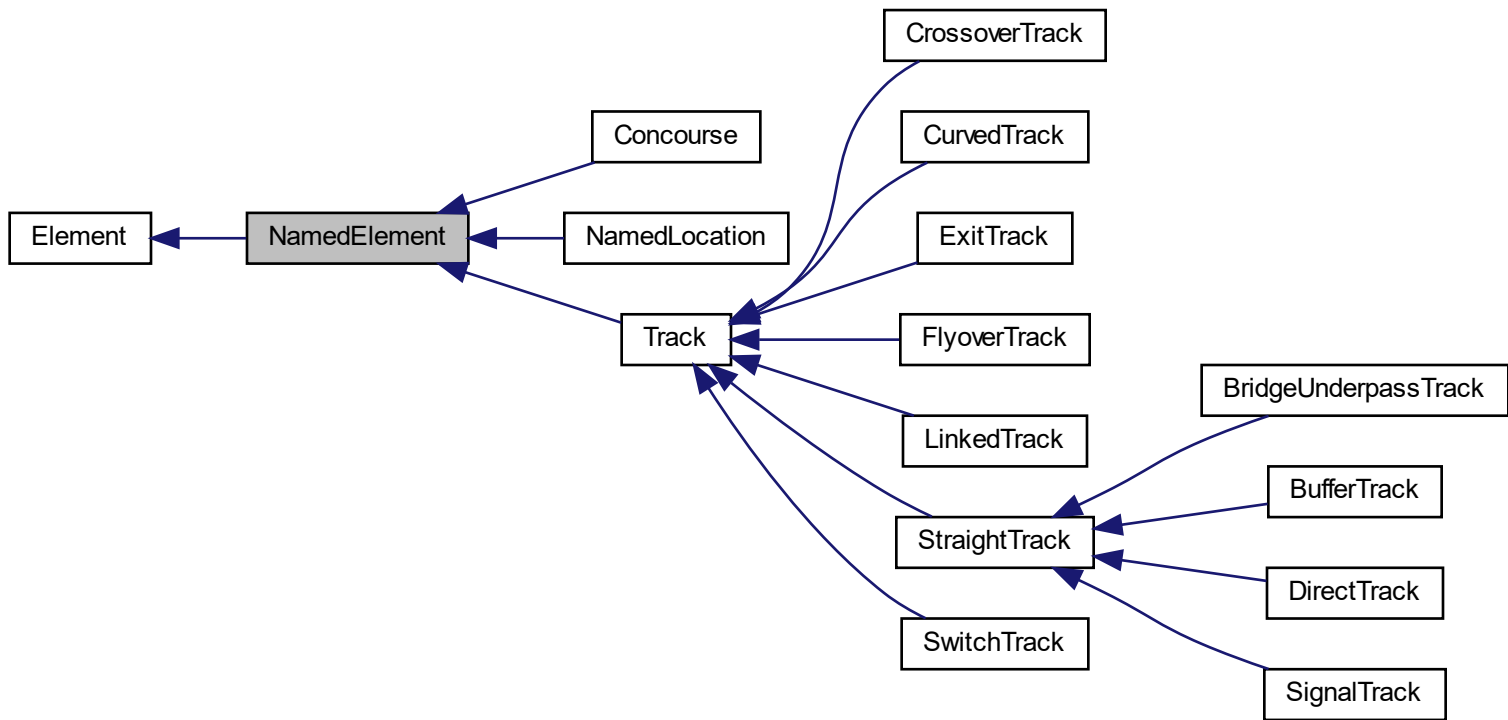 CrossoverTrack
Concourse
CurvedTrack
Element
NamedElement
NamedLocation
ExitTrack
Track
FlyoverTrack
BridgeUnderpassTrack
LinkedTrack
BufferTrack
StraightTrack
DirectTrack
SwitchTrack
SignalTrack